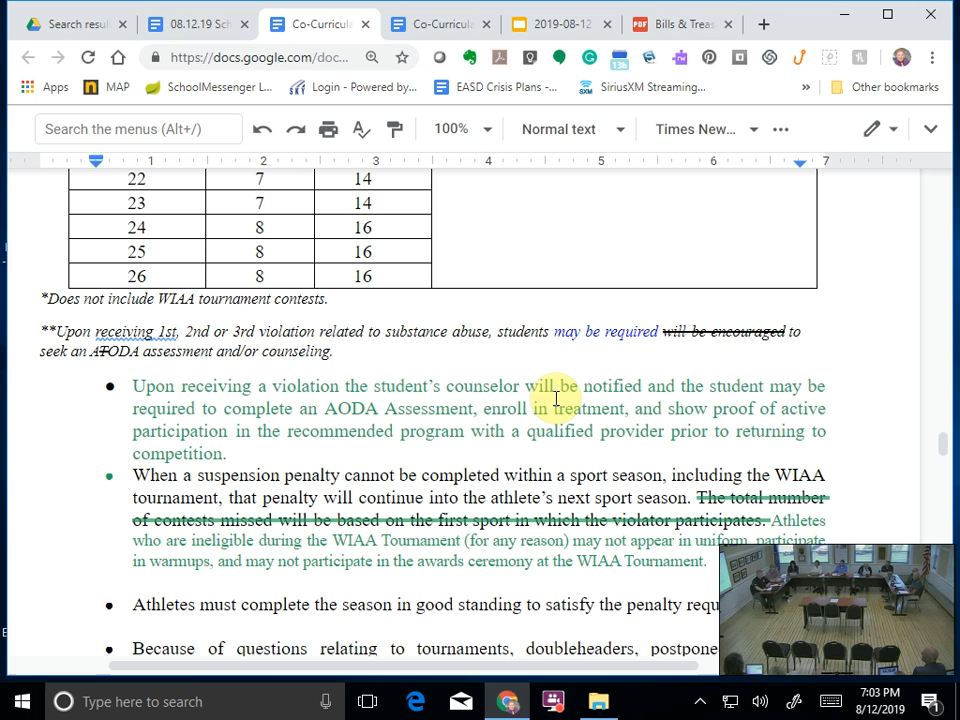 Search resu
08.12.19 Sch
Co-Curricula
Co-Curricula
2019-08-12
Bills & Treas
https://docs.google.com/doc...
13h
Apps
MAP
SchoolMessenger L...
Login - Powered by...
EASD Crisis Plans -...
SiriusXM Streaming...
Other bookmarks
Search the menus (Alt+/)
100%
Normal text
Times New...
1 2 3 4 5 6 7
22 7 14
23 7 14
24 8 16
25 8 16
26 8 16
*Does not include WIAA tournament contests.
**Upon receiving 1st, 2nd or 3rd violation related to substance abuse, students may be required will be encouraged to
seek an ATODA assessment and/or counseling.
● Upon receiving a violation the student's counselor will be notified and the student may be
required to complete an AODA Assessment, enroll in treatment, and show proof of active
participation in the recommended program with a qualified provider prior to returning to
competition.
● When a suspension penalty cannot be completed within a sport season, including the WIAA
tournament, that penalty will continue into the athlete's next sport season. The total number
of contests missed will be based on the first sport in which the violator participates. Athletes
who are ineligible during the WIAA Tournament (for any reason) may not appear in uniform, participate
in warmups, and may not participate in the awards ceremony at the WIAA Tournament.
● Athletes must complete the season in good standing to satisfy the penalty requ
● Because of questions relating to tournaments, doubleheaders, postpone
Type here to search
7:03 PM
8/12/2019
1